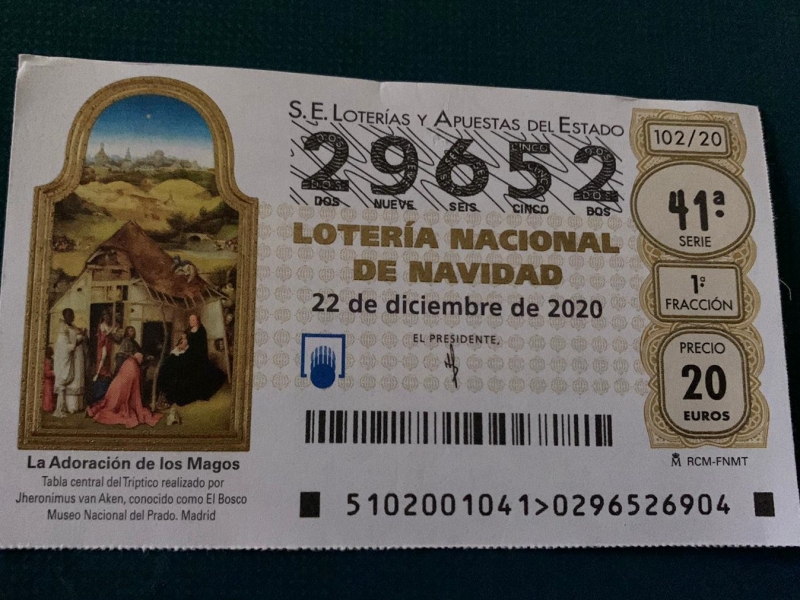 S.E. LOTERÍAS Y APUESTAS DEL ESTADO
29652
DOS NUEVE SEIS CINCO DOS
LOTERÍA NACIONAL
DE NAVIDAD
22 de diciembre de 2020
EL PRESIDENTE,
102/20
41ª
SERIE
1ª
FRACCIÓN
PRECIO
20
EUROS
RCM-FNMT
5102001041>0296526904
La Adoración de los Magos
Tabla central del Tríptico realizado por
Jheronimus van Aken, conocido como El Bosco
Museo Nacional del Prado. Madrid